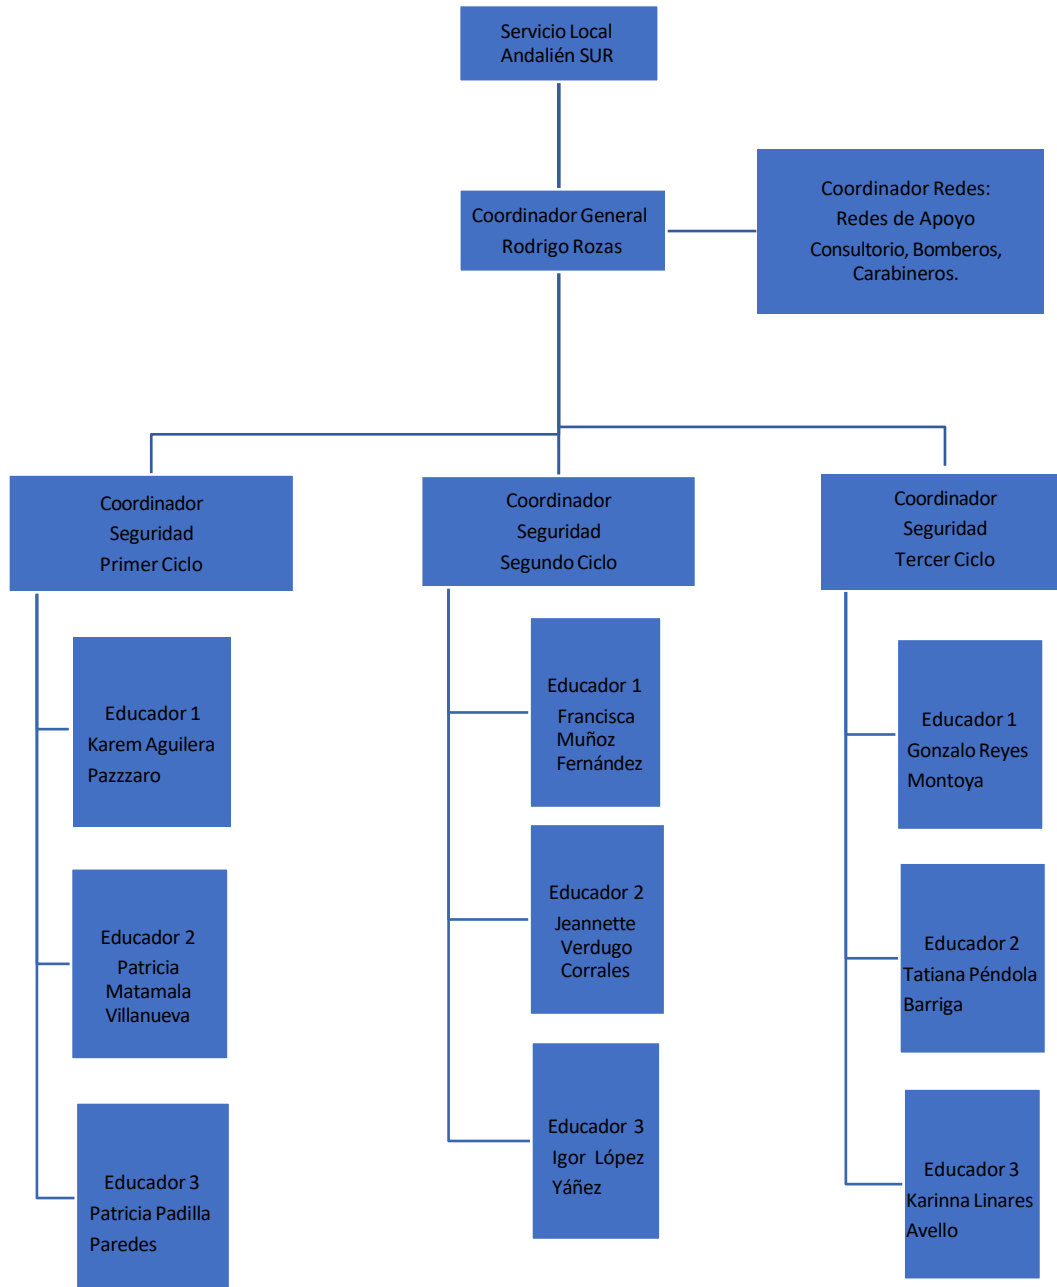 Servicio Local
Andalién SUR
Coordinador General
Rodrigo Rozas
Coordinador Redes:
Redes de Apoyo
Consultorio, Bomberos,
Carabineros.
Coordinador
Seguridad
Primer Ciclo
Educador 1
Karem Aguilera
Pazzzaro
Educador 2
Patricia
Matamala
Villanueva
Educador 3
Patricia Padilla
Paredes
Coordinador
Seguridad
Segundo Ciclo
Educador 1
Francisca
Muñoz
Fernández
Educador 2
Jeannette
Verdugo
Corrales
Educador 3
Igor López
Yáñez
Coordinador
Seguridad
Tercer Ciclo
Educador 1
Gonzalo Reyes
Montoya
Educador 2
Tatiana Péndola
Barriga
Educador 3
Karinna Linares
Avello